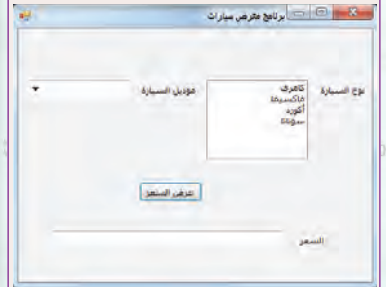 برنامج معرض سيارات
نوع السيارة
كامري
ماكسيما
أكورد
سوناتا
موديل السيارة
عرض السعر
السعر